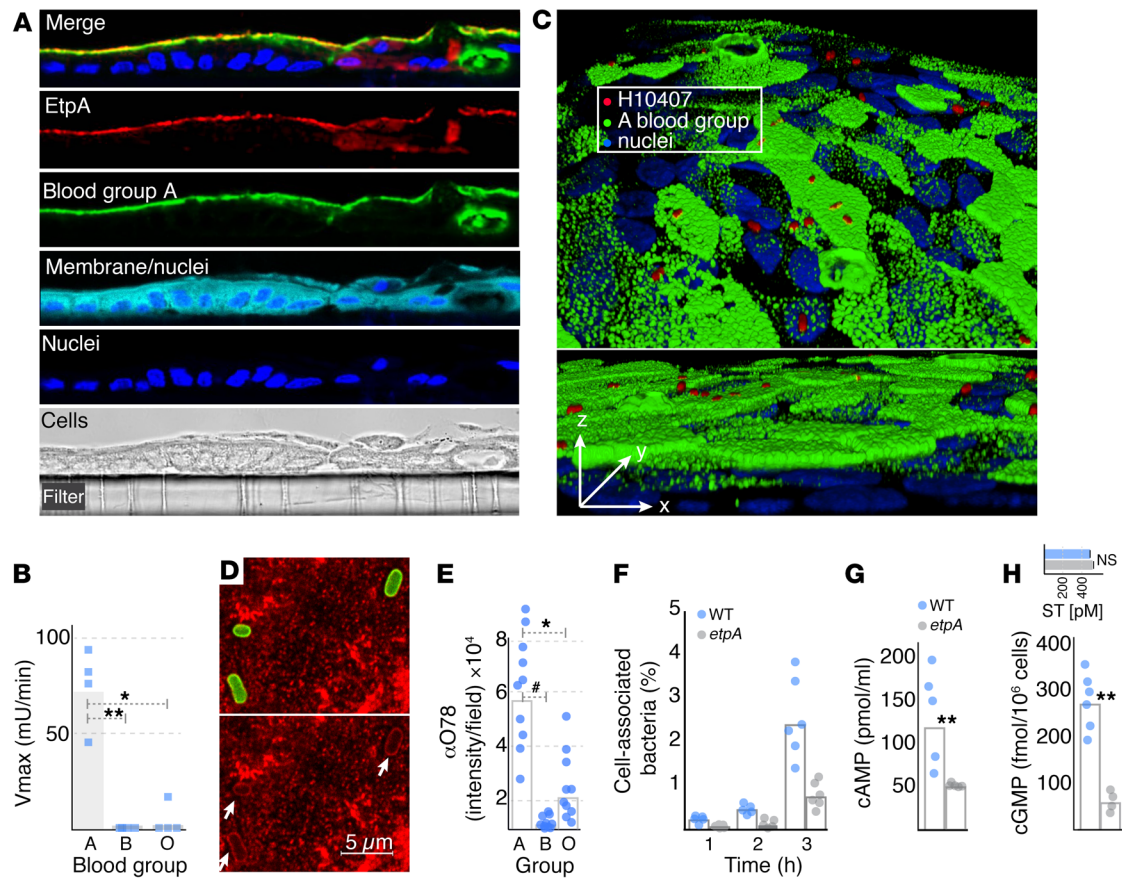 A
Merge
EtpA
Blood group A
Membrane/nuclei
Nuclei
Cells
Filter
C
H10407
A blood group
nuclei
z
y
x
B
Vmax (mU/min)
100
50
*
**
A B O
Blood group
D
5 µm
E
αO78
(intensity/field) ×10⁴
8
6
4
2
*
#
A B O
Group
F
Cell-associated
bacteria (%)
5
4
3
2
1
WT
etpA
1 2 3
Time (h)
G
WT
etpA
cAMP (pmol/ml)
200
150
100
50
**
H
NS
200
400
ST [pM]
cGMP (fmol/10⁶ cells)
400
300
200
100
**